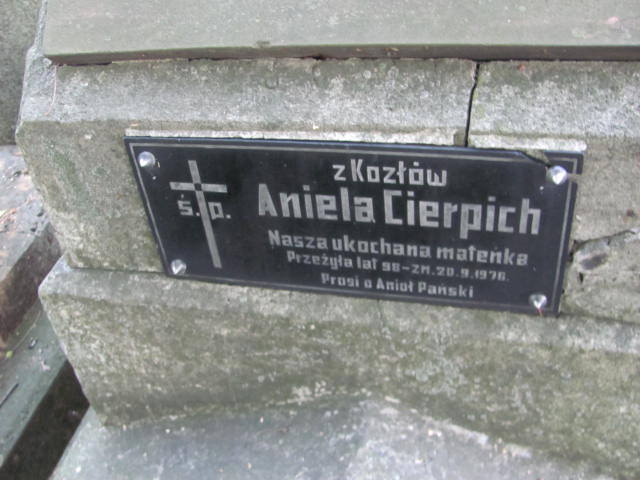 z Kozłów
ś. p.
Aniela Cierpich
Nasza ukochana mateńka
Przeżyła lat 98 - zm. 20.9.1976.
Prosi o Anioł Pański